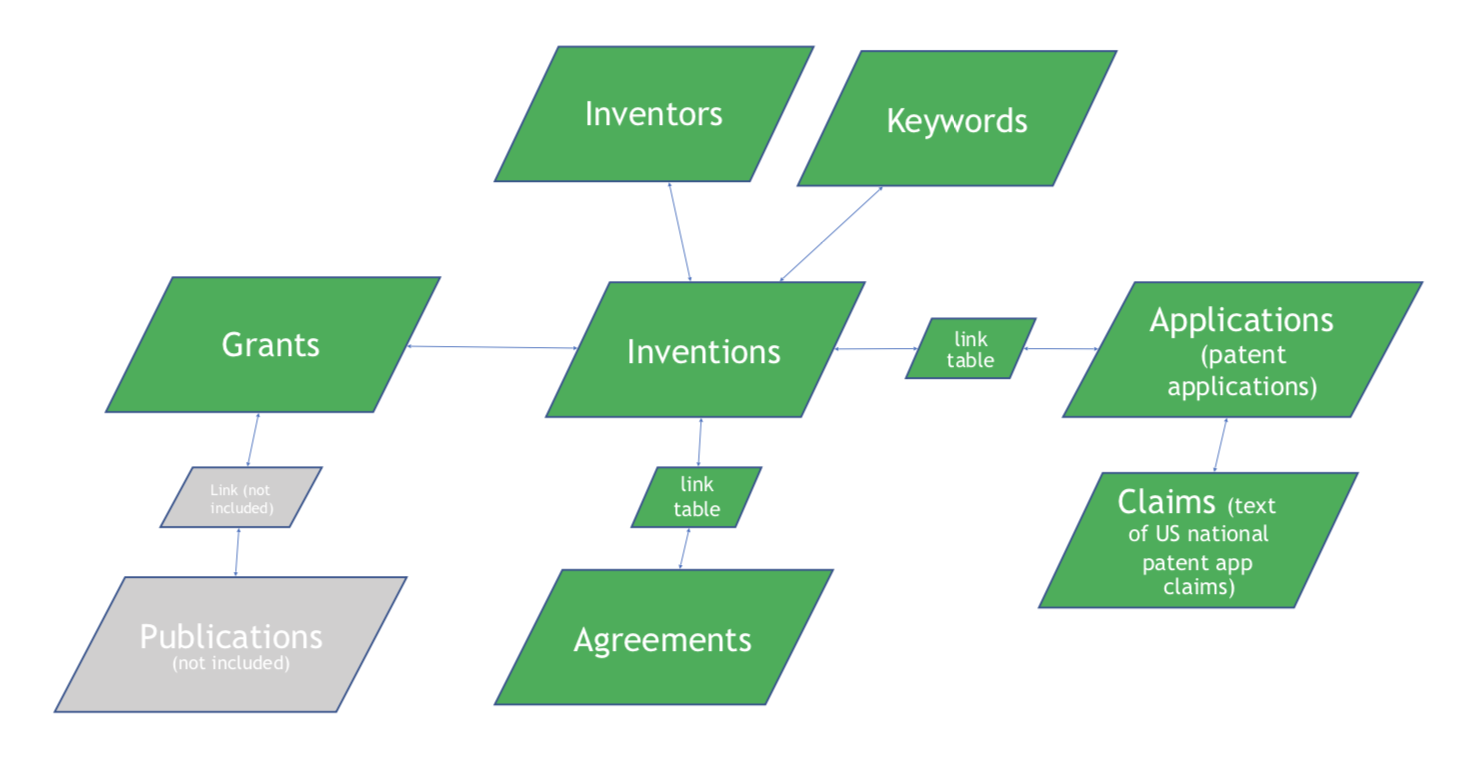 Inventors
Keywords
Grants
Inventions
link
table
Applications
(patent
applications)
Link (not
included)
link
table
Claims (text
of US national
patent app
claims)
Publications
(not included)
Agreements